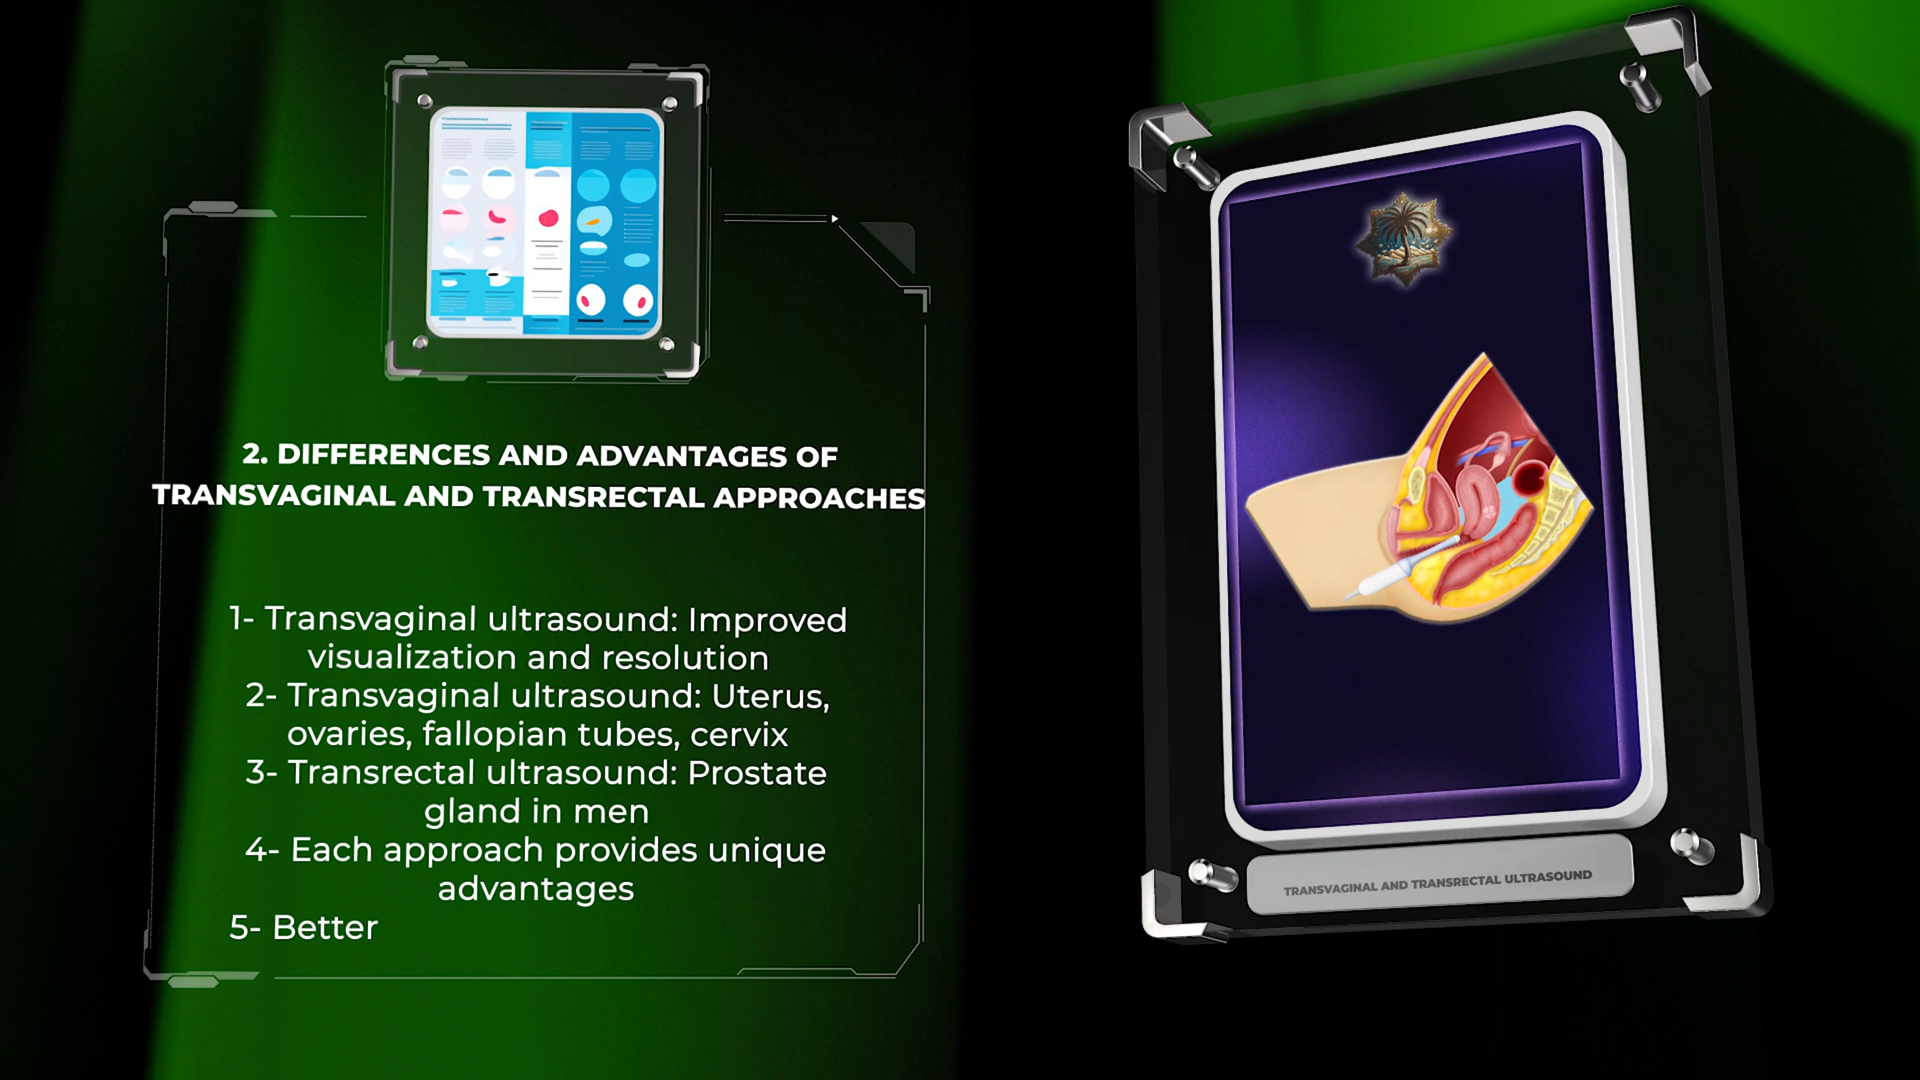 2. DIFFERENCES AND ADVANTAGES OF
TRANSVAGINAL AND TRANSRECTAL APPROACHES
1- Transvaginal ultrasound: Improved
visualization and resolution
2- Transvaginal ultrasound: Uterus,
ovaries, fallopian tubes, cervix
3- Transrectal ultrasound: Prostate
gland in men
4- Each approach provides unique
advantages
5- Better
TRANSVAGINAL AND TRANSRECTAL ULTRASOUND